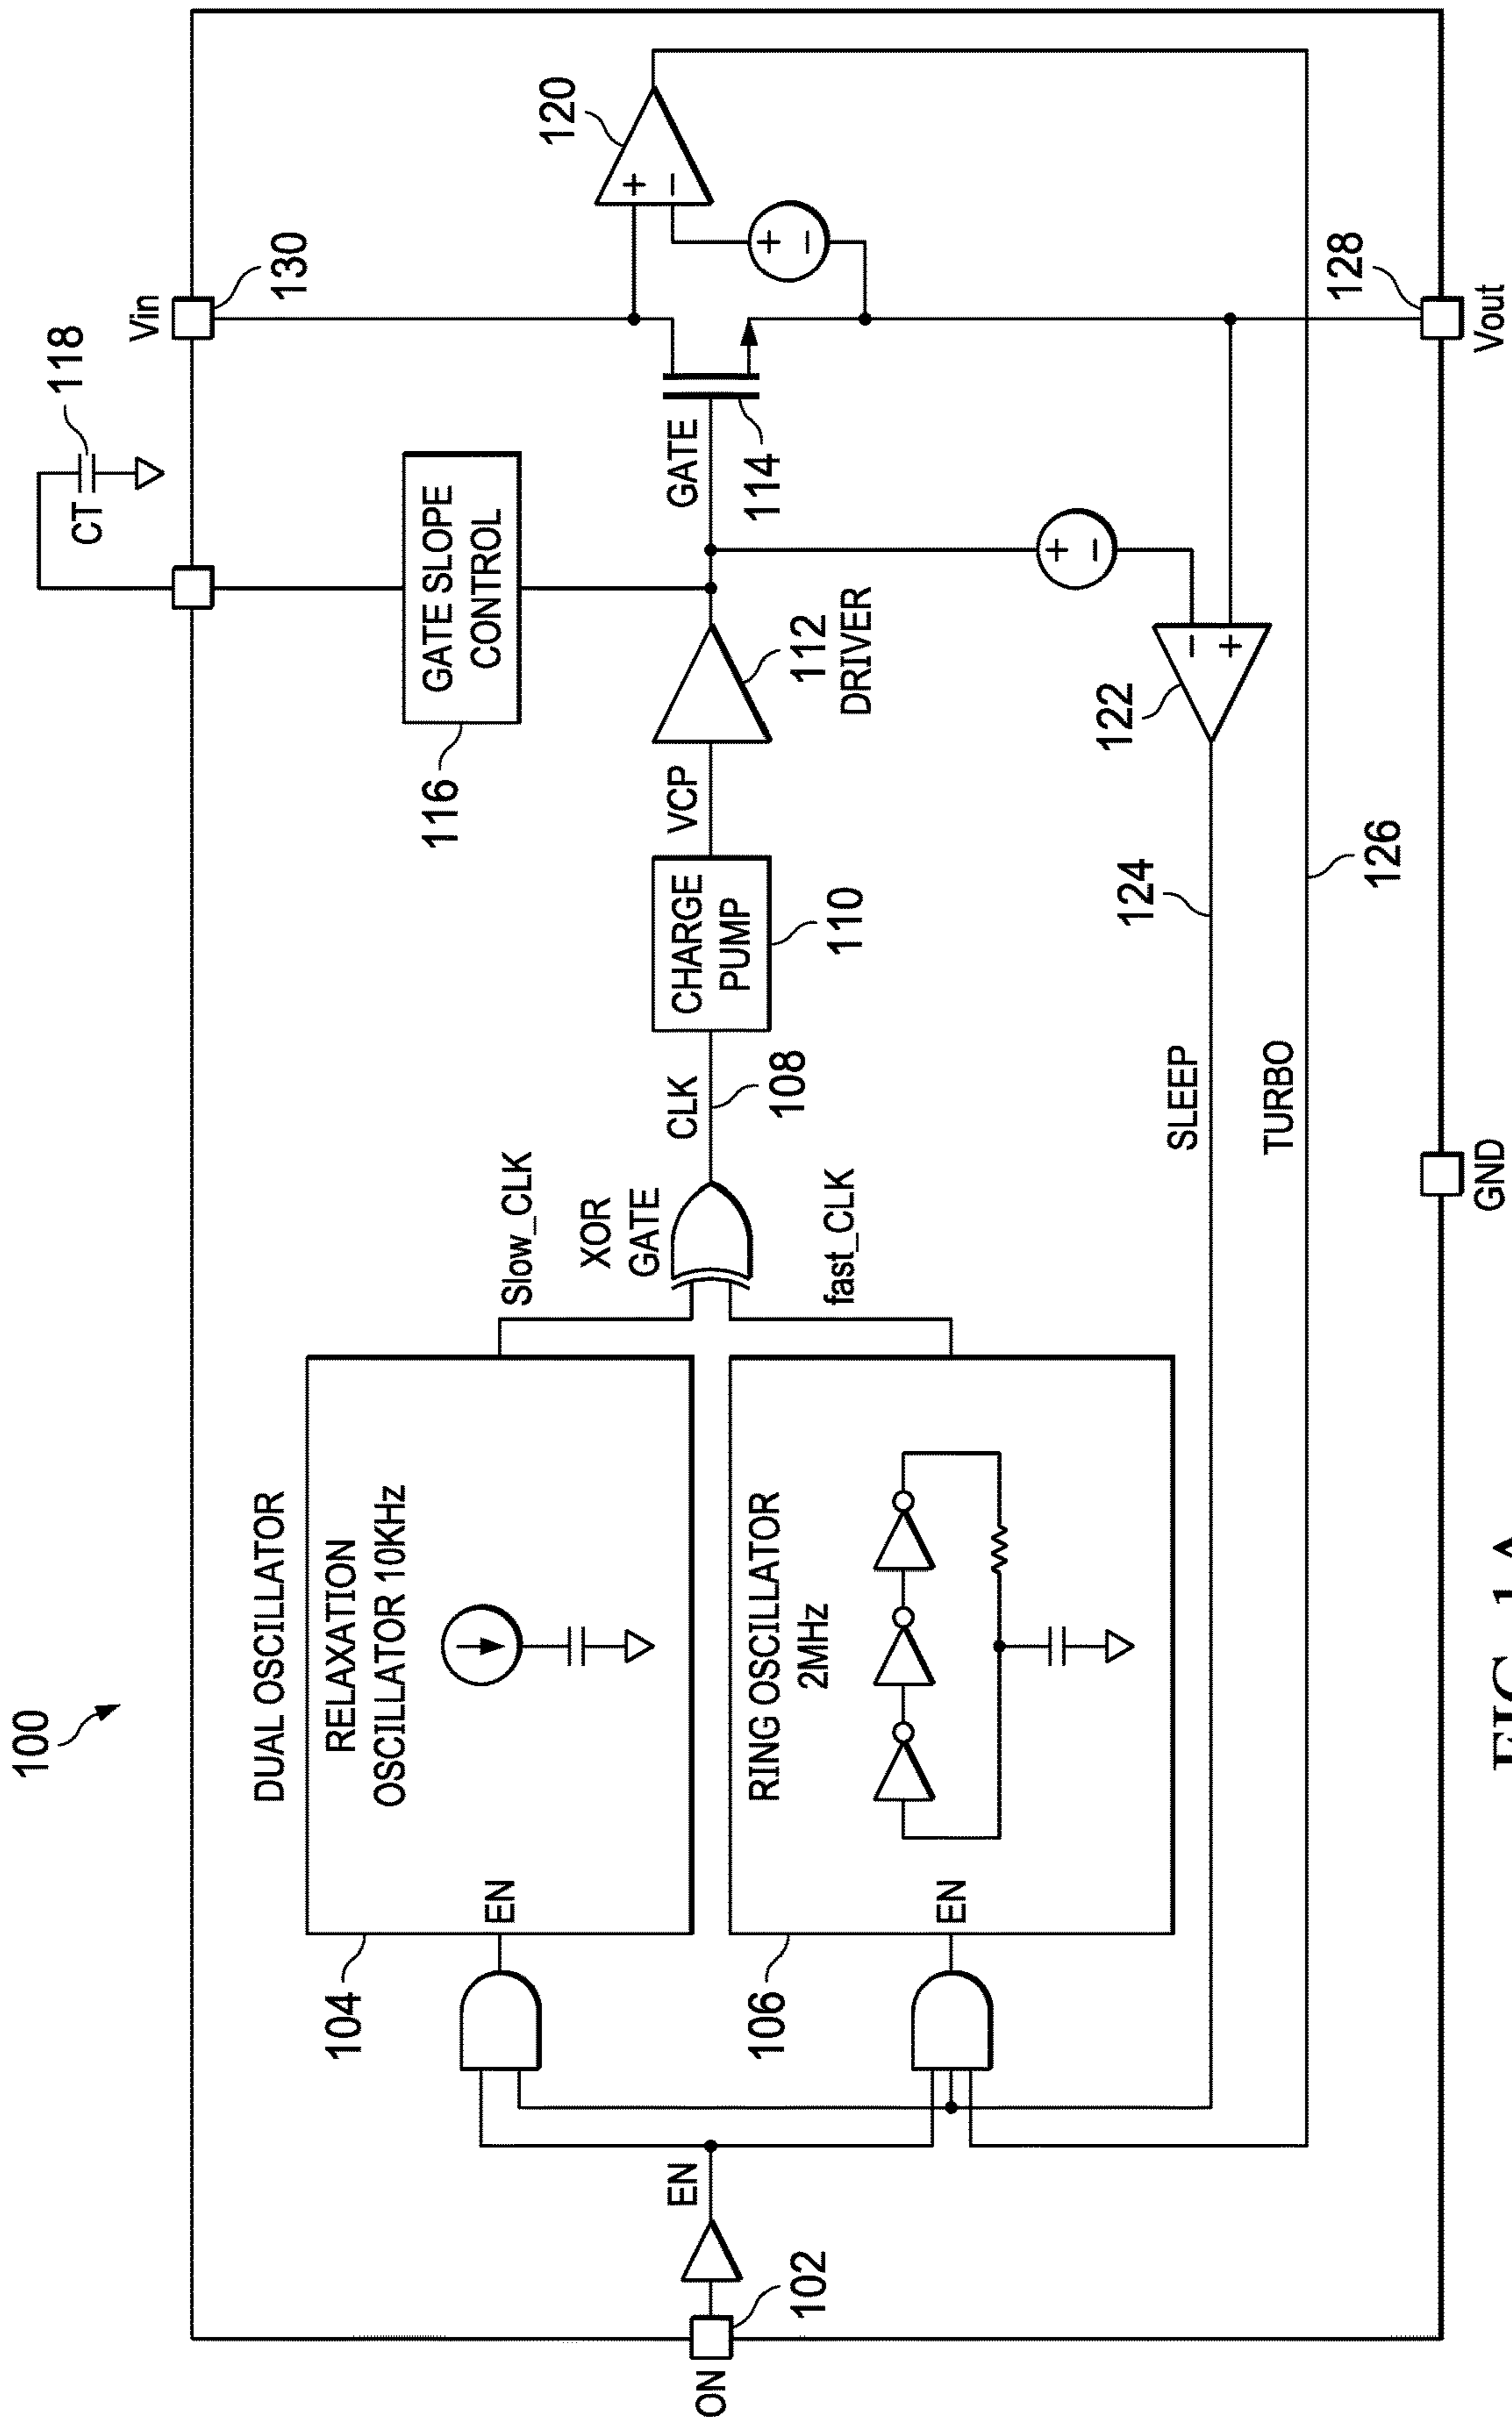 100
CT
118
Vin
130
GATE SLOPE
CONTROL
116
120
+
−
+
−
DUAL OSCILLATOR
RELAXATION
OSCILLATOR 10KHz
EN
104
Slow_CLK
XOR
GATE
CLK
108
CHARGE
PUMP
110
VCP
112
DRIVER
GATE
114
ON
102
EN
RING OSCILLATOR
2MHz
EN
106
fast_CLK
+
−
−
+
122
SLEEP
124
TURBO
126
GND
128
Vout
FIG. 1A